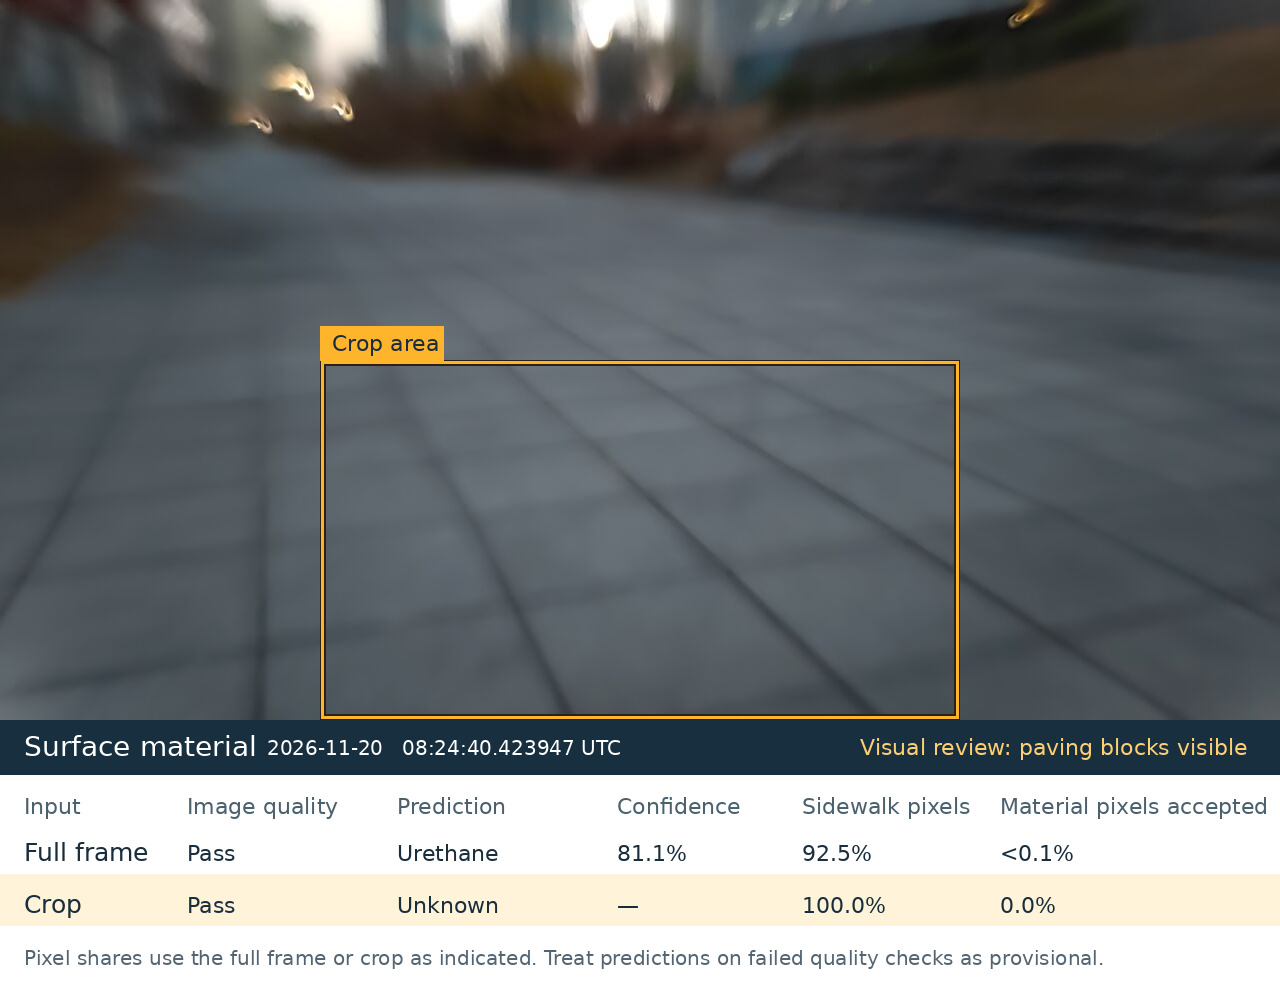 Crop area
Surface material 2026-11-20 08:24:40.423947 UTC Visual review: paving blocks visible
Input Image quality Prediction Confidence Sidewalk pixels Material pixels accepted
Full frame Pass Urethane 81.1% 92.5% <0.1%
Crop Pass Unknown — 100.0% 0.0%
Pixel shares use the full frame or crop as indicated. Treat predictions on failed quality checks as provisional.